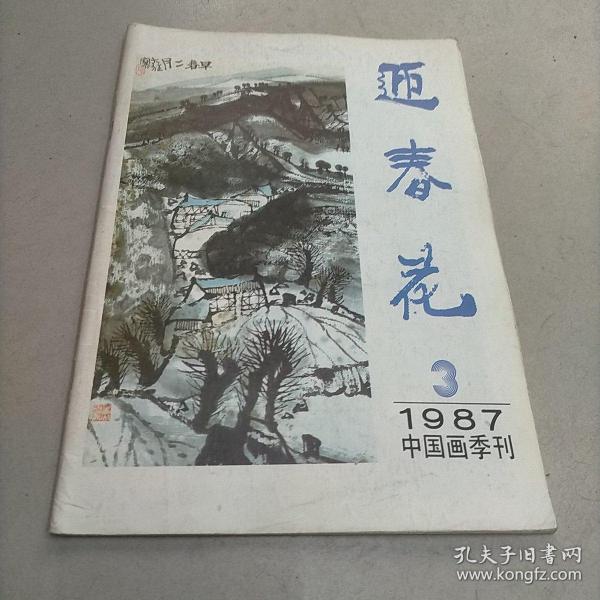 早春二月
迎
春
花
3
1987
中国画季刊
孔夫子旧书网
www.kongfz.com